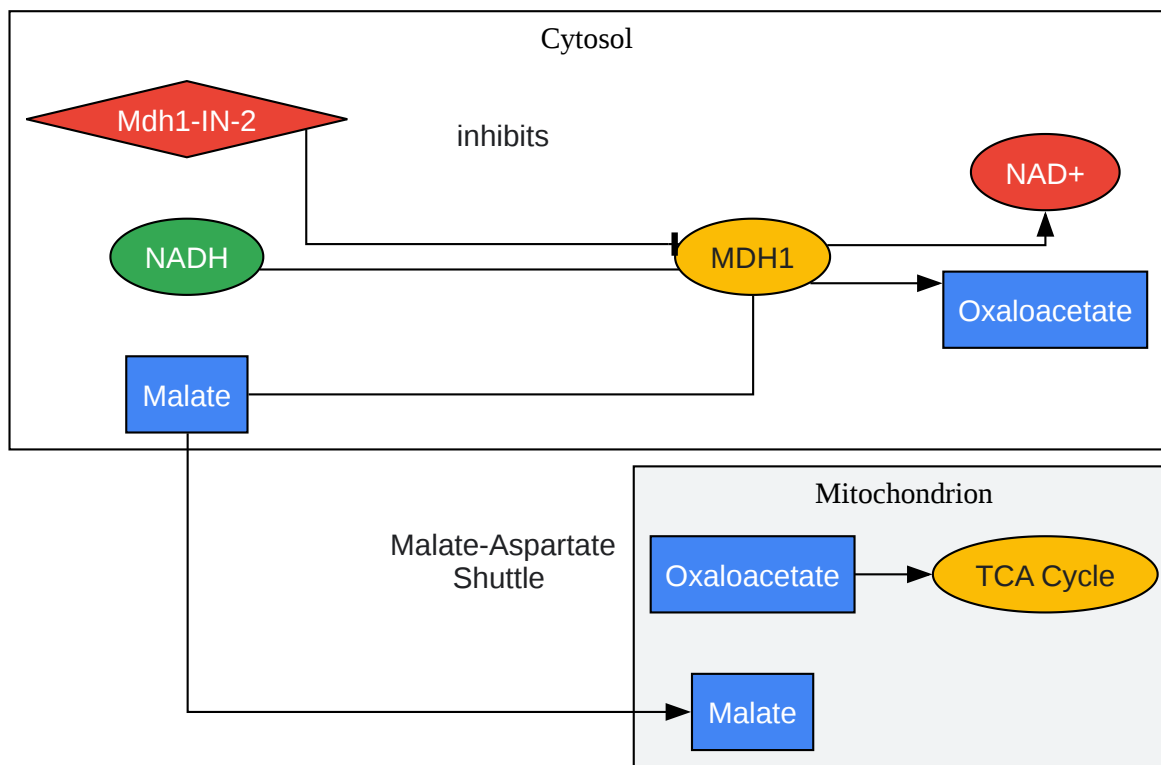 Cytosol
Mdh1-IN-2
inhibits
NAD+
NADH
MDH1
Oxaloacetate
Malate
Mitochondrion
Malate-Aspartate
Shuttle
Oxaloacetate
TCA Cycle
Malate